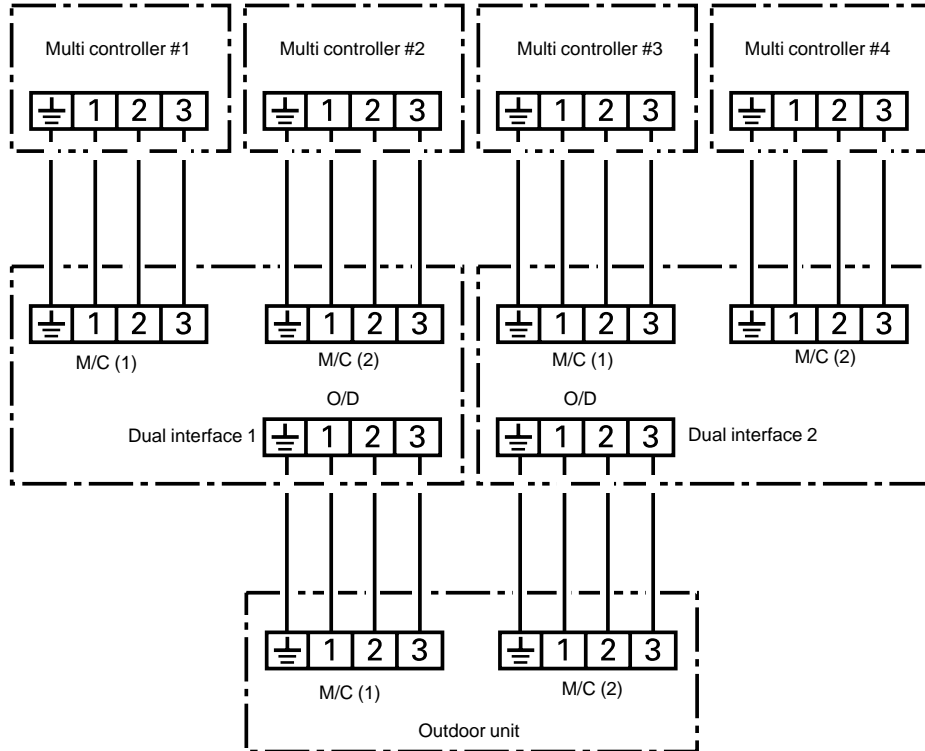 Multi controller #1 Multi controller #2 Multi controller #3 Multi controller #4
1 2 3 1 2 3 1 2 3 1 2 3
1 2 3 1 2 3 1 2 3 1 2 3
M/C (1) M/C (2) M/C (1) M/C (2)
O/D O/D
Dual interface 1 1 2 3 1 2 3 Dual interface 2
1 2 3 1 2 3
M/C (1) M/C (2)
Outdoor unit